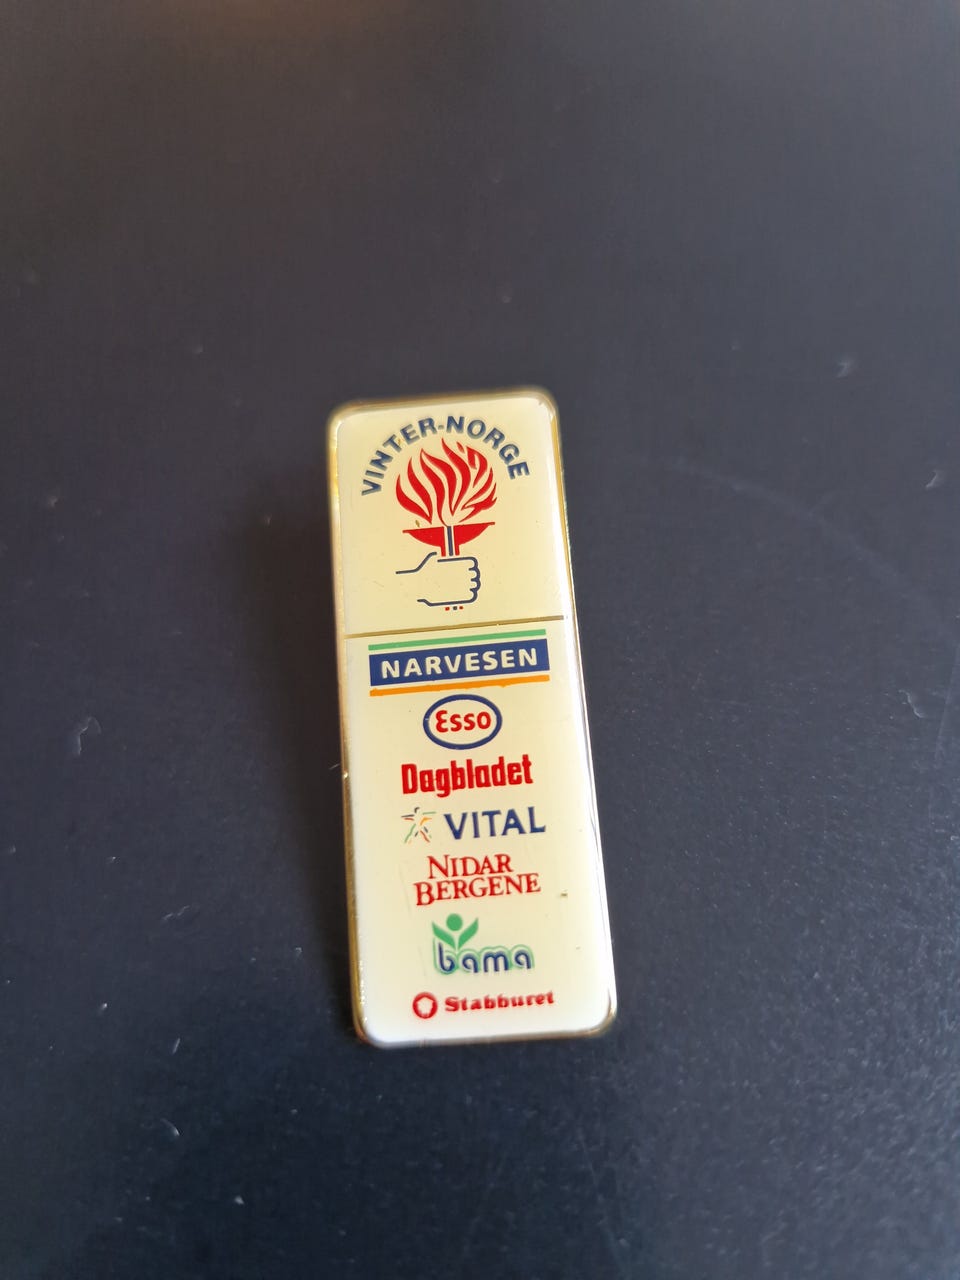 VINTER-NORGE
NARVESEN
Esso
Dagbladet
VITAL
NIDAR
BERGENE
bama
Stabburet